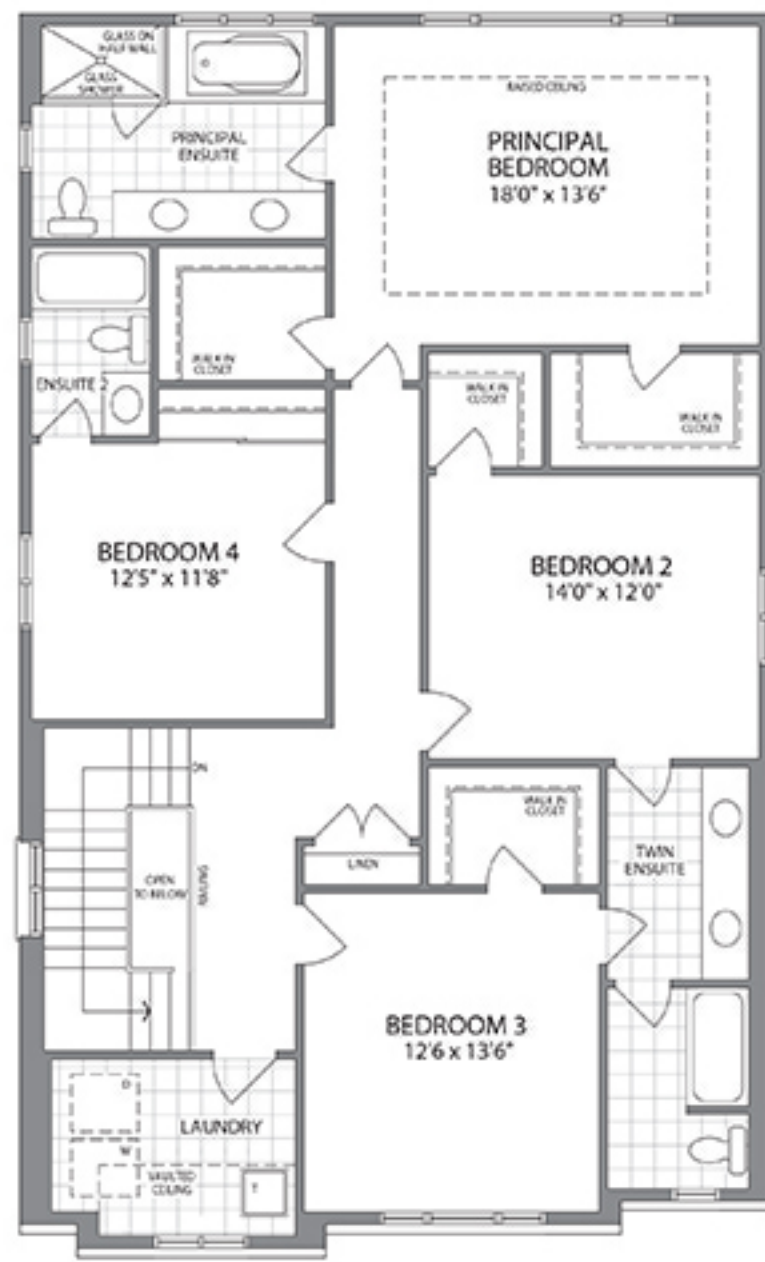 GLASS ON
HALF WALL
GLASS
SHOWER
PRINCIPAL
ENSUITE
RAISED CEILING
PRINCIPAL
BEDROOM
18'0" x 13'6"
WALK IN
CLOSET
ENSUITE 2
WALK IN
CLOSET
WALK IN
CLOSET
BEDROOM 4
12'5" x 11'8"
BEDROOM 2
14'0" x 12'0"
DN
WALK IN
CLOSET
OPEN
TO BELOW
RAILING
LINEN
TWIN
ENSUITE
BEDROOM 3
12'6 x 13'6"
D
LAUNDRY
W
VAULTED
CEILING
T